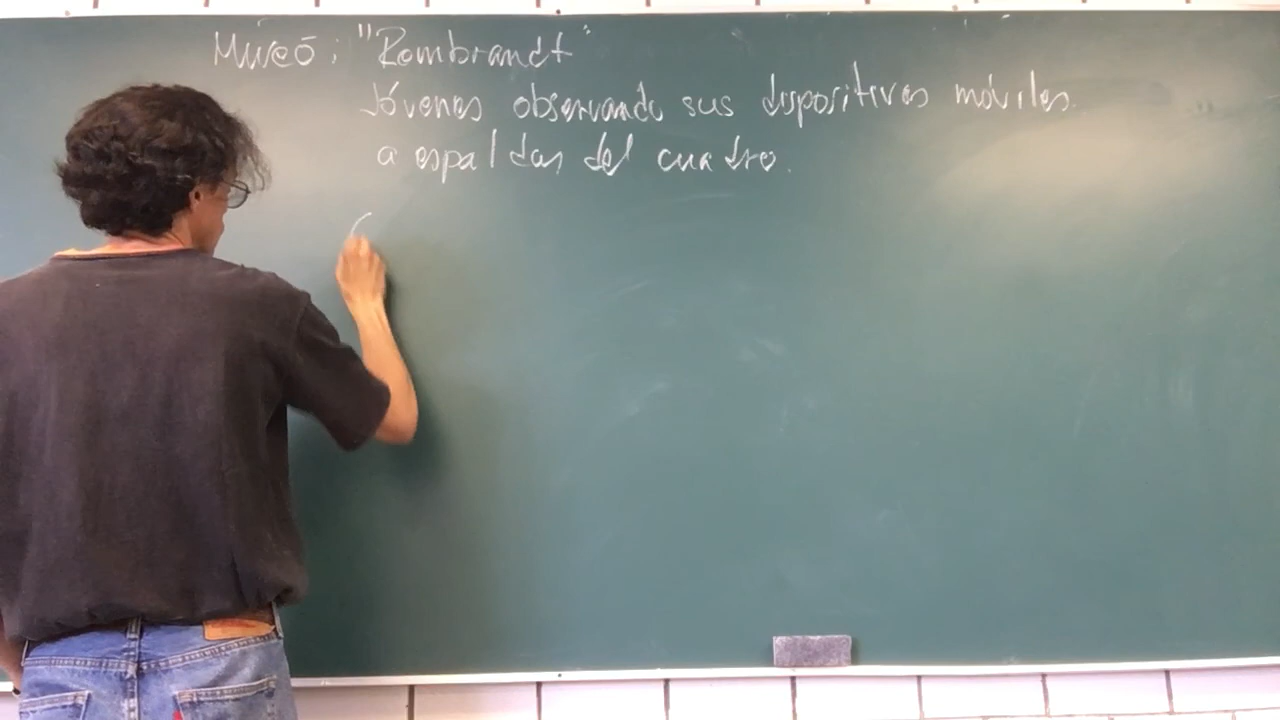 Museo: "Rembrandt"
Jóvenes observando sus dispositivos móviles.
a espaldas del cuadro.